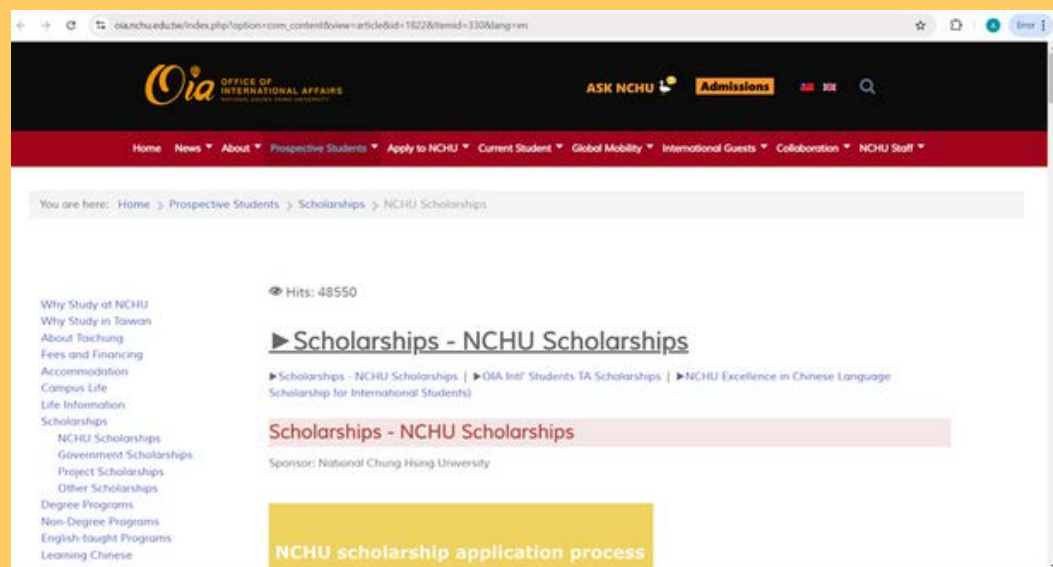 oia.nchu.edu.tw/index.php?option=com_content&view=article&id=1822&Itemid=330&lang=en
A
Error
Oia OFFICE OF
INTERNATIONAL AFFAIRS
NATIONAL CHUNG HSING UNIVERSITY
ASK NCHU Admissions
Home News About Prospective Students Apply to NCHU Current Student Global Mobility International Guests Collaboration NCHU Staff
You are here: Home > Prospective Students > Scholarships > NCHU Scholarships
Hits: 48550
Why Study at NCHU
Why Study in Taiwan
About Taichung
Fees and Financing
Accommodation
Campus Life
Life Information
Scholarships
NCHU Scholarships
Government Scholarships
Project Scholarships
Other Scholarships
Degree Programs
Non-Degree Programs
English-taught Programs
Learning Chinese
►Scholarships - NCHU Scholarships
►Scholarships - NCHU Scholarships | ►OIA Intl' Students TA Scholarships | ►NCHU Excellence in Chinese Language
Scholarship for International Students)
Scholarships - NCHU Scholarships
Sponsor: National Chung Hsing University
NCHU scholarship application process